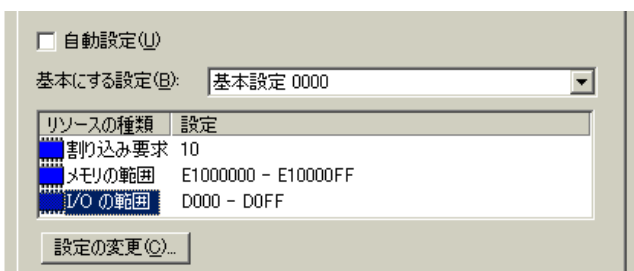 自動設定(U)
基本にする設定(B): 基本設定 0000
リソースの種類 設定
割り込み要求 10
メモリの範囲 E1000000 - E10000FF
I/O の範囲 D000 - D0FF
設定の変更(C)...